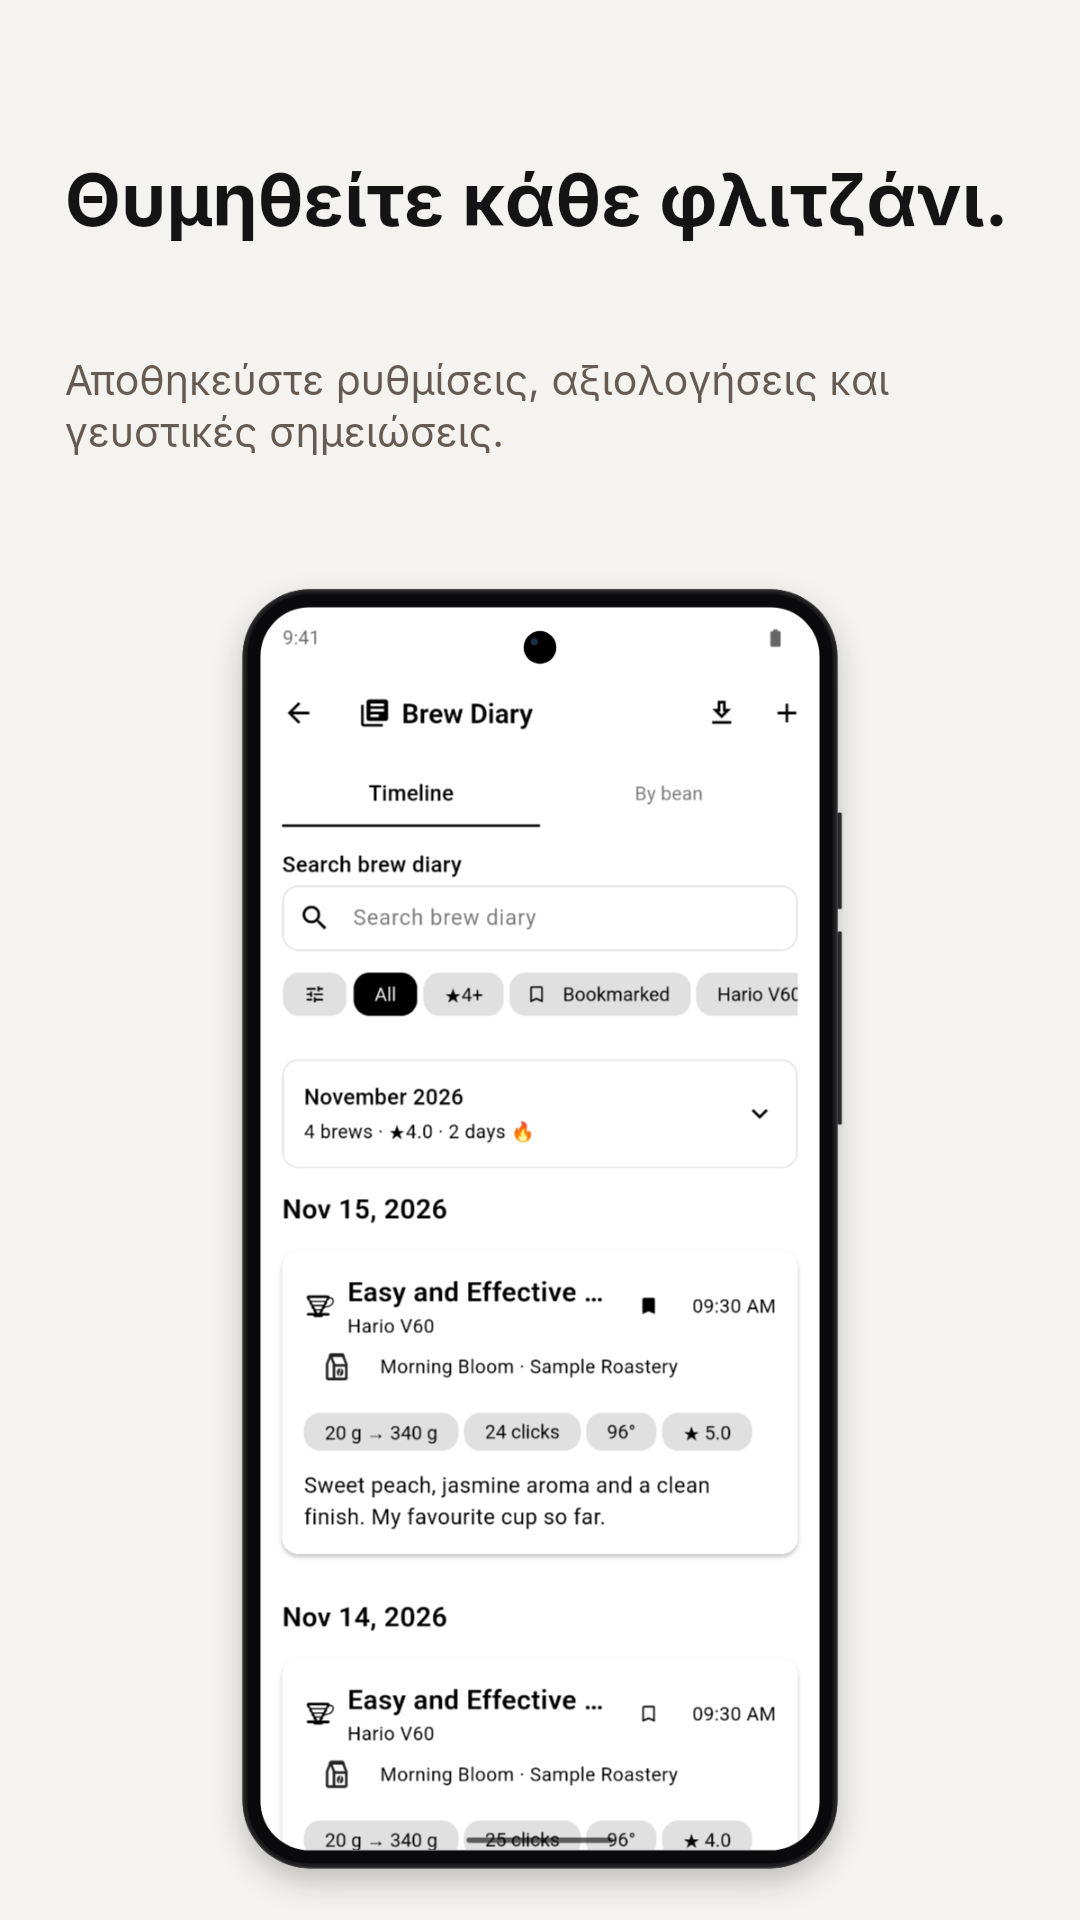 Θυμηθείτε κάθε φλιτζάνι.
Αποθηκεύστε ρυθμίσεις, αξιολογήσεις και
γευστικές σημειώσεις.
9:41
Brew Diary
Timeline
By bean
Search brew diary
Search brew diary
All
★4+
Bookmarked
Hario V60
November 2026
4 brews · ★4.0 · 2 days 🔥
Nov 15, 2026
Easy and Effective ...
09:30 AM
Hario V60
Morning Bloom · Sample Roastery
20 g → 340 g
24 clicks
96°
★ 5.0
Sweet peach, jasmine aroma and a clean
finish. My favourite cup so far.
Nov 14, 2026
Easy and Effective ...
09:30 AM
Hario V60
Morning Bloom · Sample Roastery
20 g → 340 g
25 clicks
96°
★ 4.0